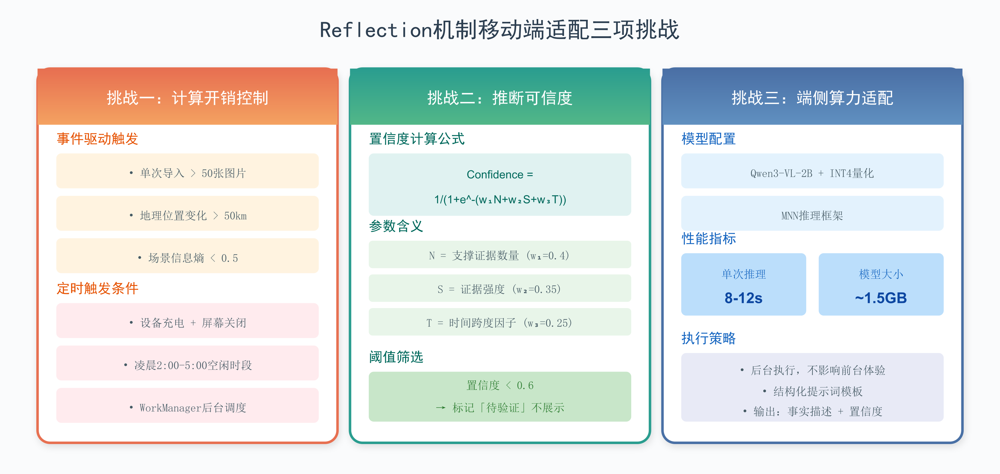 Reflection机制移动端适配三项挑战
挑战一：计算开销控制
事件驱动触发
• 单次导入 > 50张图片
• 地理位置变化 > 50km
• 场景信息熵 < 0.5
定时触发条件
• 设备充电 + 屏幕关闭
• 凌晨2:00-5:00空闲时段
• WorkManager后台调度
挑战二：推断可信度
置信度计算公式
Confidence =
1/(1+e^-(w₁N+w₂S+w₃T))
参数含义
N = 支撑证据数量 (w₁=0.4)
S = 证据强度 (w₂=0.35)
T = 时间跨度因子 (w₃=0.25)
阈值筛选
置信度 < 0.6
→ 标记「待验证」不展示
挑战三：端侧算力适配
模型配置
Qwen3-VL-2B + INT4量化
MNN推理框架
性能指标
单次推理
8-12s
模型大小
~1.5GB
执行策略
• 后台执行，不影响前台体验
• 结构化提示词模板
• 输出：事实描述 + 置信度